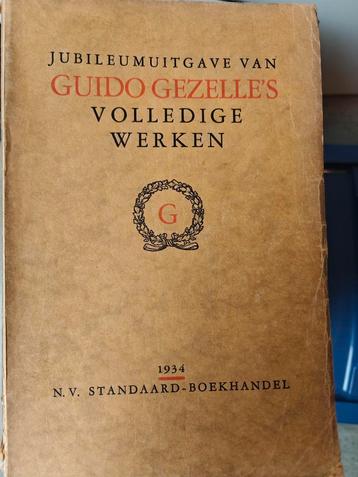 JUBILEUMUITGAVE VAN
GUIDO GEZELLE'S
VOLLEDIGE
WERKEN
G
1934
N.V. STANDAARD-BOEKHANDEL